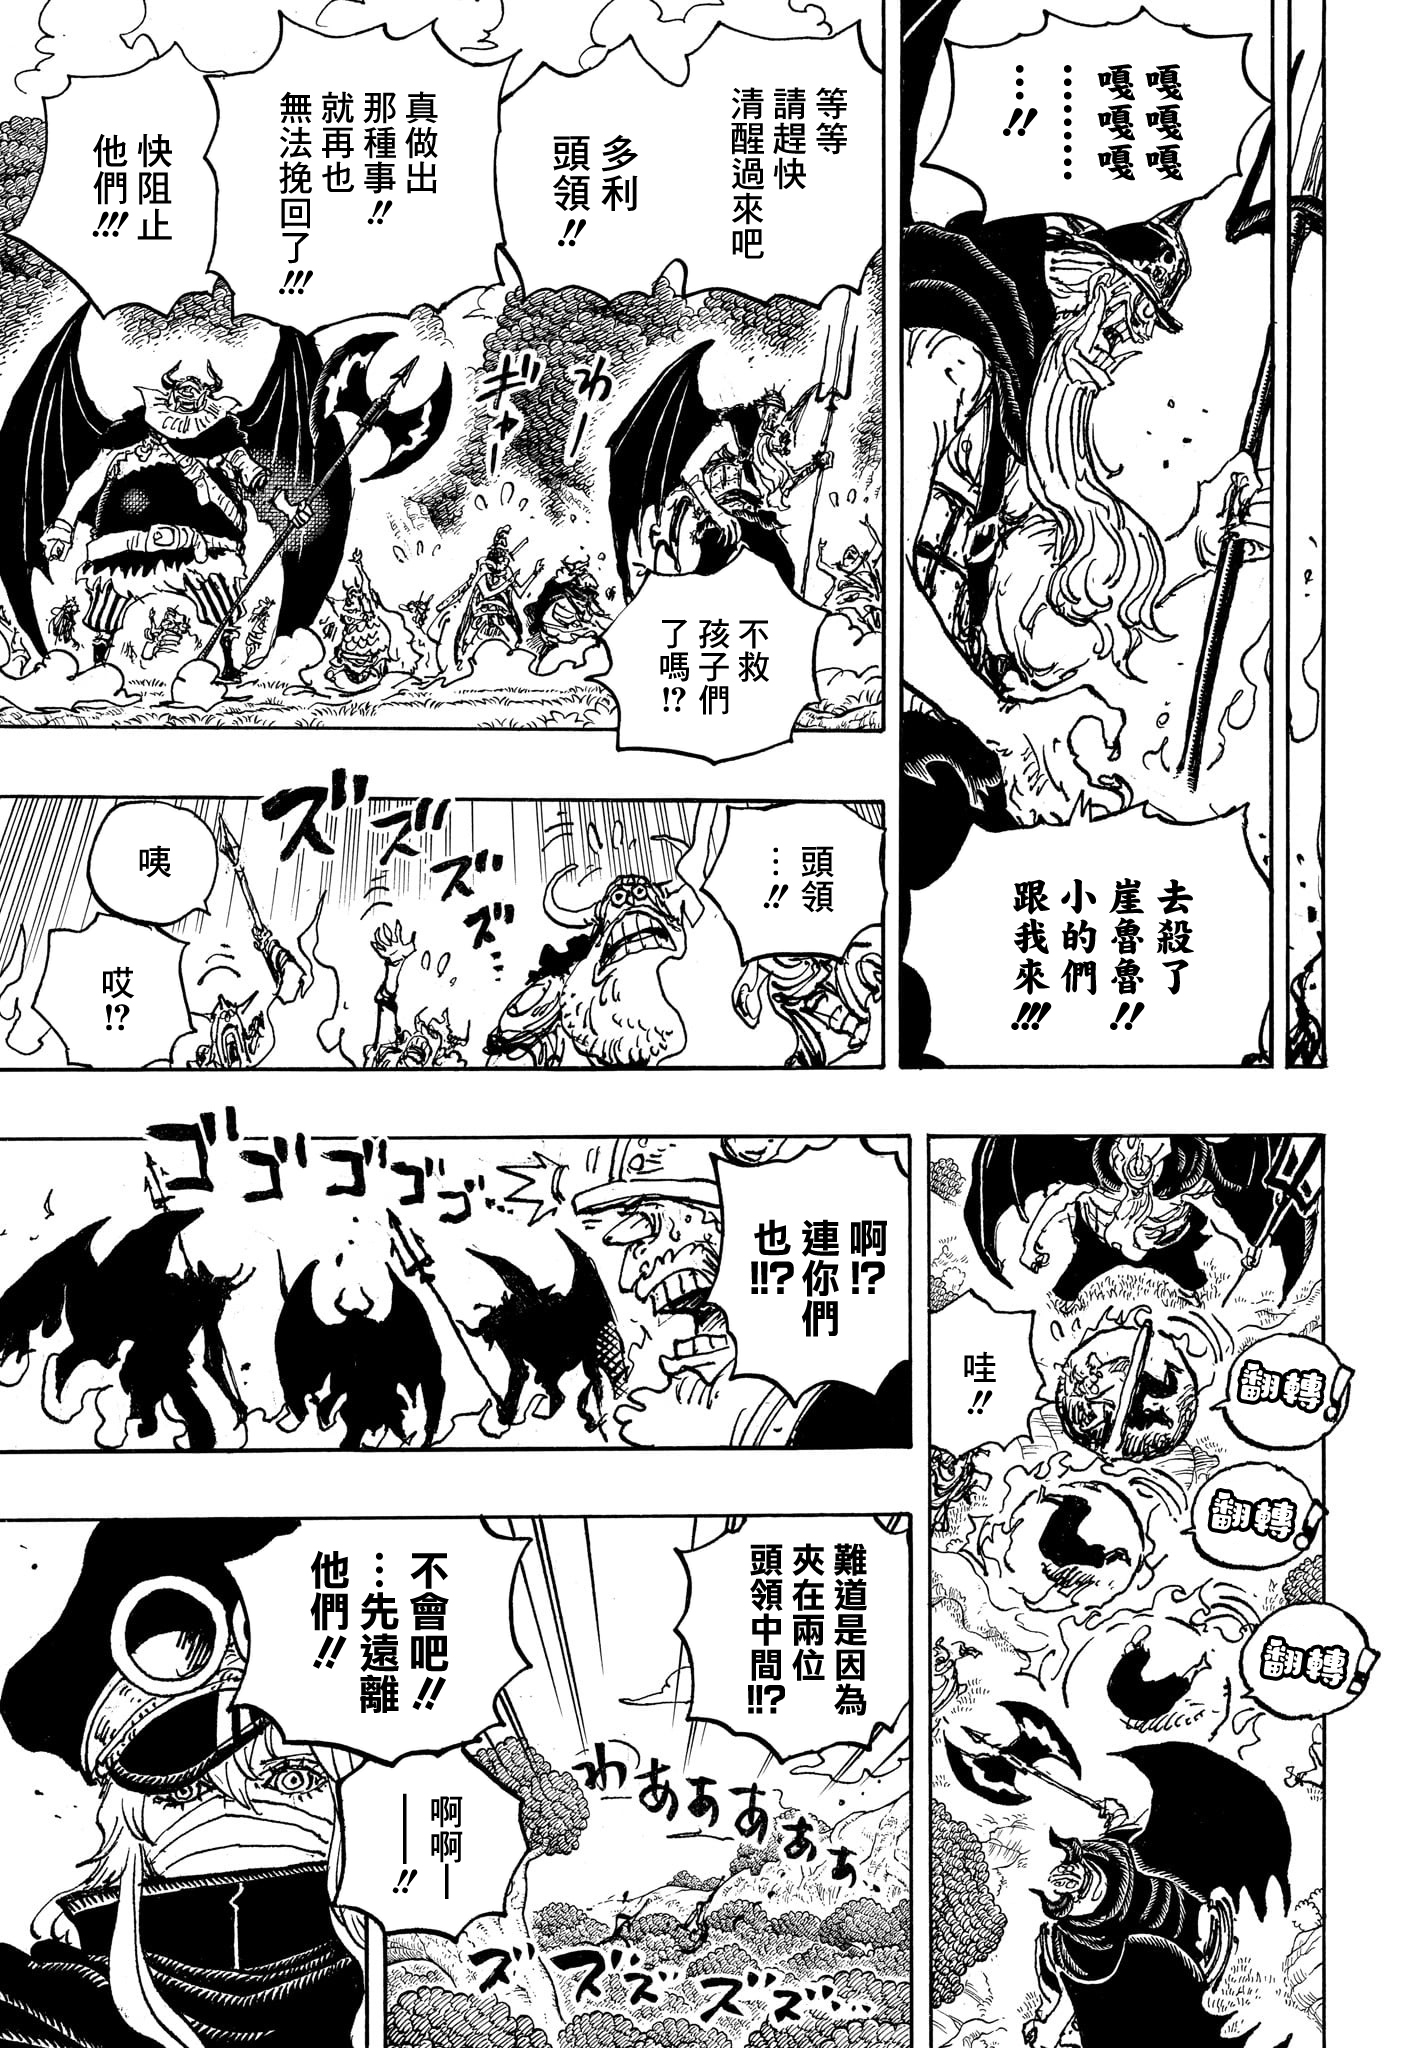 嘎嘎嘎
嘎嘎嘎
………
…!!
去殺了
崖魯魯!!
小的們
跟我來!!!
等等
請趕快
清醒過來吧
多利
頭領!!
真做出
那種事!!
就再也
無法挽回了!!!
快阻止
他們!!!
わー
ギャー
不救
孩子們
了嗎!?
頭領
…!!
ズズズズズ
咦
哎!?
翻轉!
翻轉!
翻轉!
哇!!
啊!?
連你們
也!!?
ゴゴゴゴゴ…
難道是因為
夾在兩位
頭領中間!!?
わあああぁぁ…
ズズズズズ…
啊啊—
——!!
不會吧!!
…先遠離
他們!!